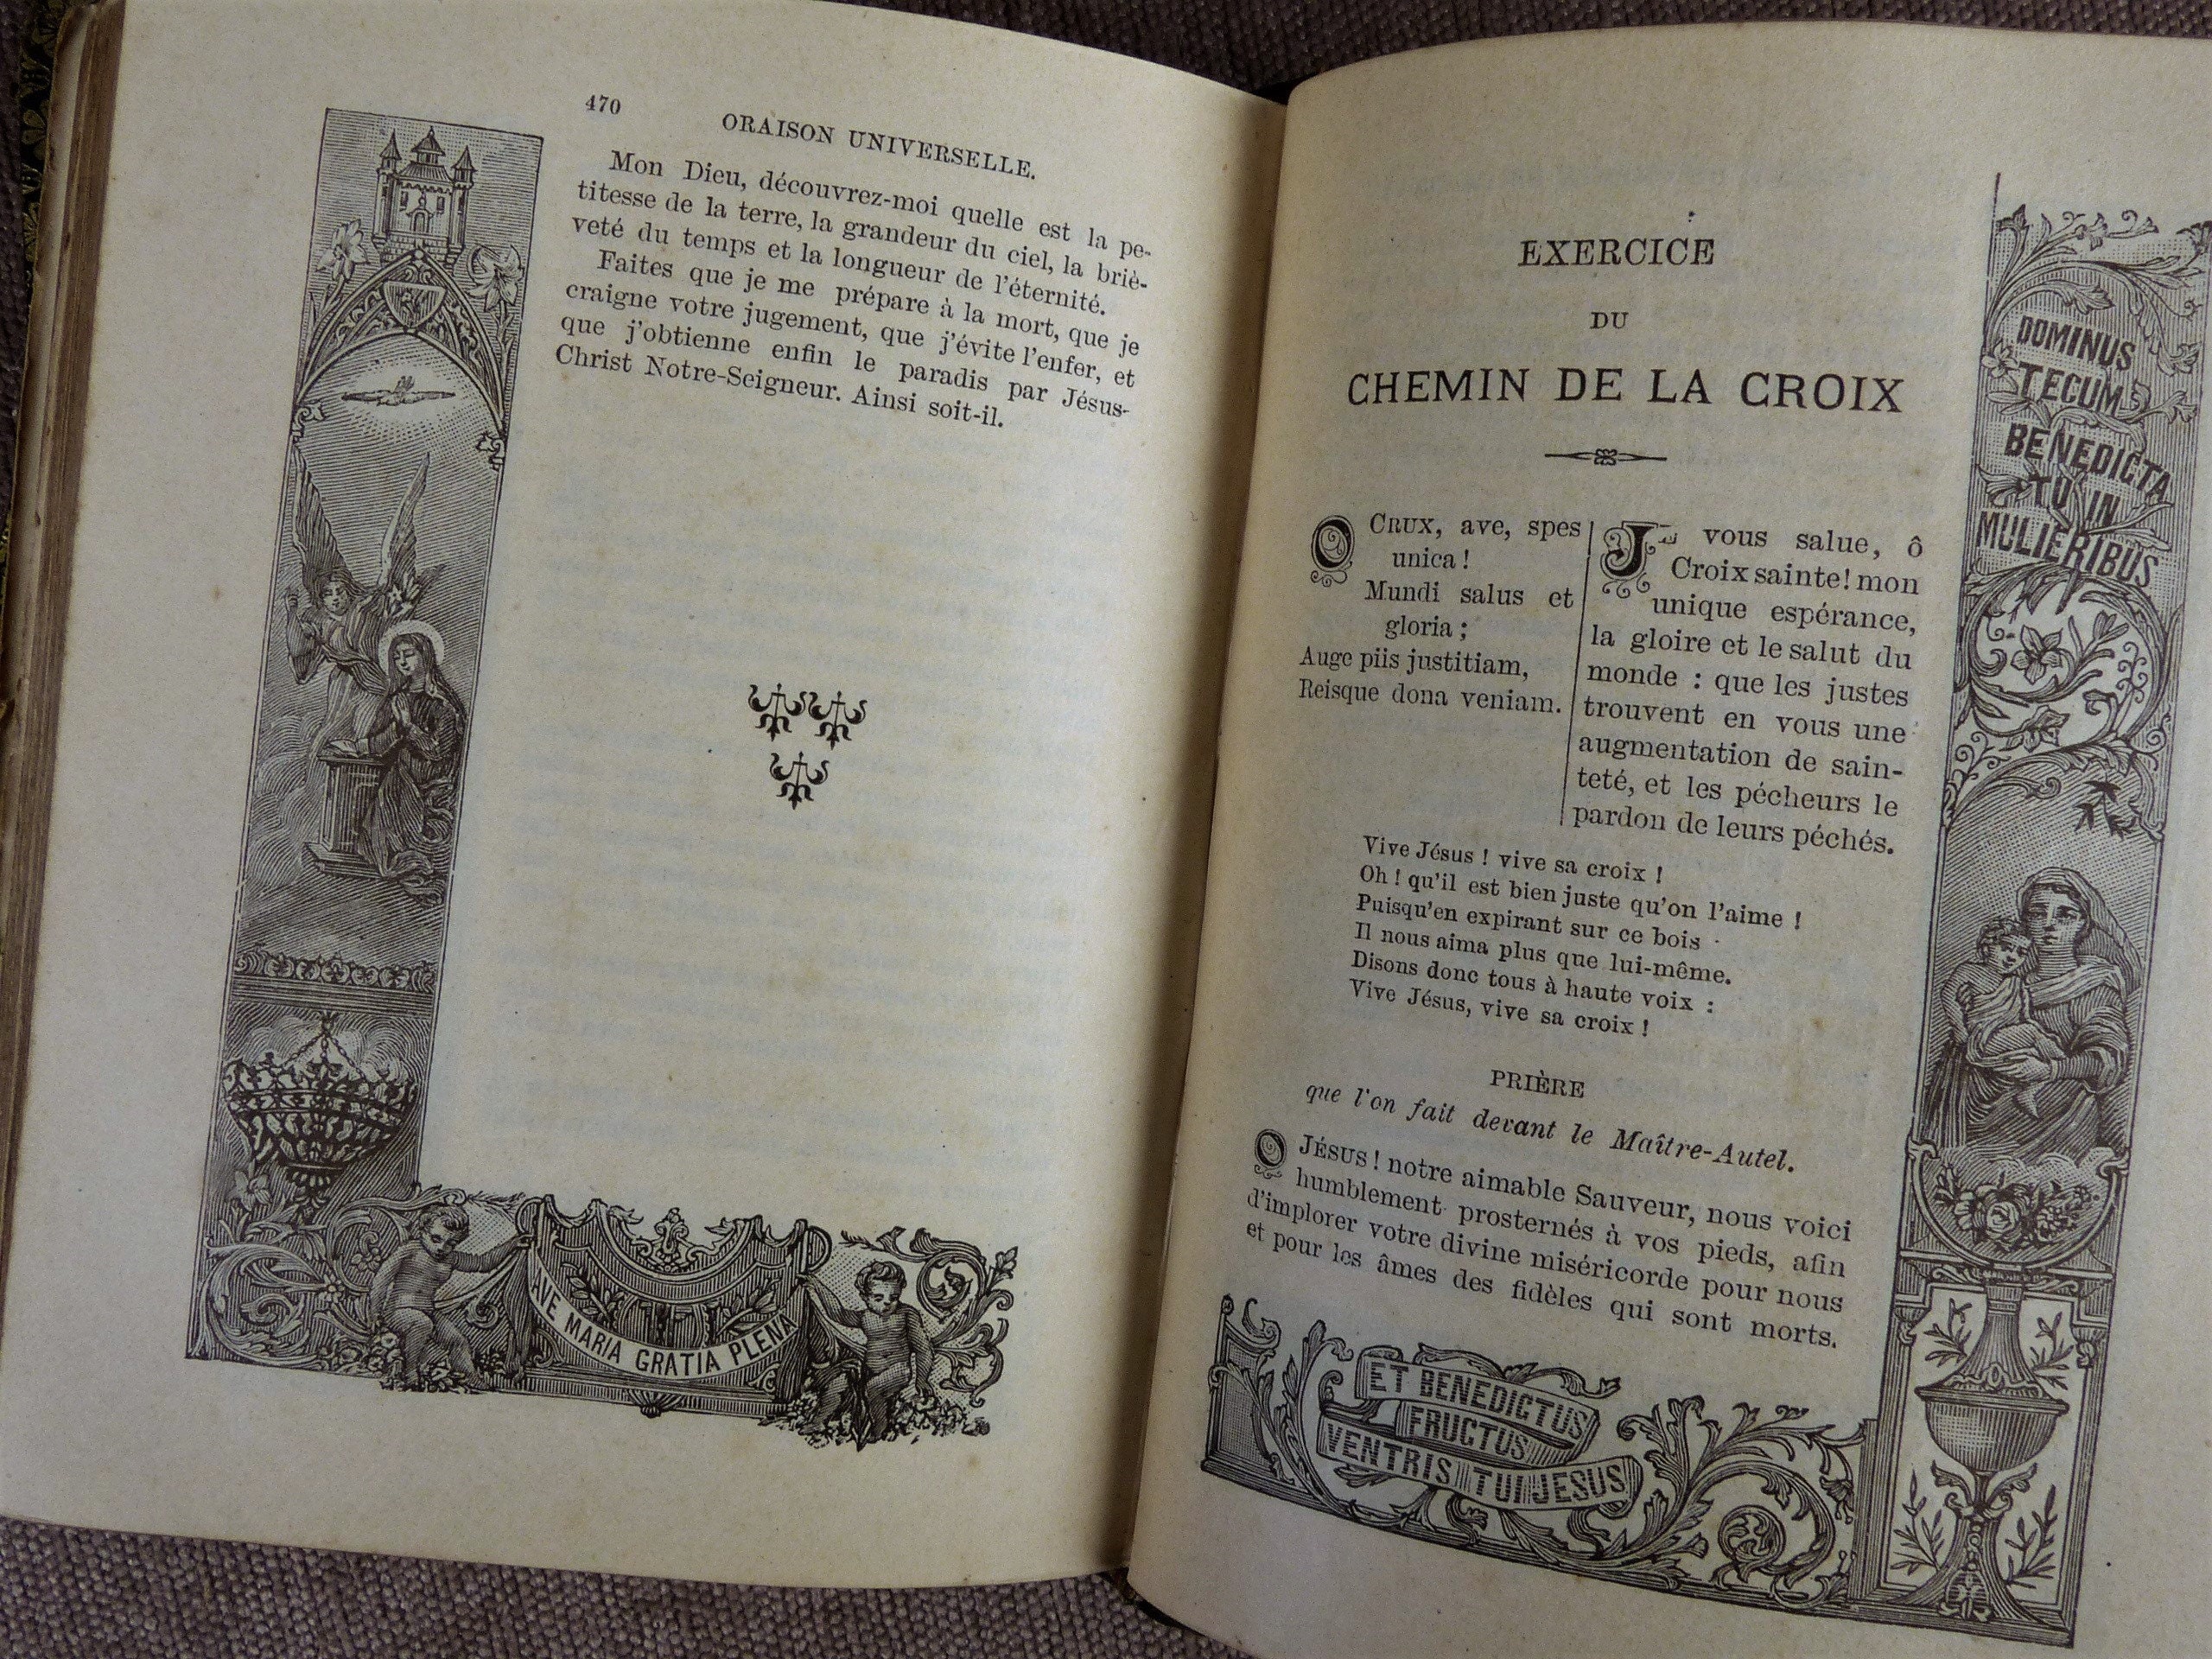 470
ORAISON UNIVERSELLE.
Mon Dieu, découvrez-moi quelle est la pe-
titesse de la terre, la grandeur du ciel, la briè-
veté du temps et la longueur de l'éternité.
Faites que je me prépare à la mort, que je
craigne votre jugement, que j'évite l'enfer, et
que j'obtienne enfin le paradis par Jésus-
Christ Notre-Seigneur. Ainsi soit-il.
AVE MARIA GRATIA PLENA
EXERCICE
DU
CHEMIN DE LA CROIX
O CRUX, ave, spes
unica !
Mundi salus et
gloria ;
Auge piis justitiam,
Reisque dona veniam.
Je vous salue, ô
Croix sainte! mon
unique espérance,
la gloire et le salut du
monde : que les justes
trouvent en vous une
augmentation de sain-
teté, et les pécheurs le
pardon de leurs péchés.
Vive Jésus ! vive sa croix !
Oh ! qu'il est bien juste qu'on l'aime !
Puisqu'en expirant sur ce bois
Il nous aima plus que lui-même.
Disons donc tous à haute voix :
Vive Jésus, vive sa croix !
PRIÈRE
que l'on fait devant le Maître-Autel.
O JÉSUS ! notre aimable Sauveur, nous voici
humblement prosternés à vos pieds, afin
d'implorer votre divine miséricorde pour nous
et pour les âmes des fidèles qui sont morts.
DOMINUS
TECUM
BENEDICTA
TU IN
MULIERIBUS
ET BENEDICTUS
FRUCTUS
VENTRIS TUI JESUS